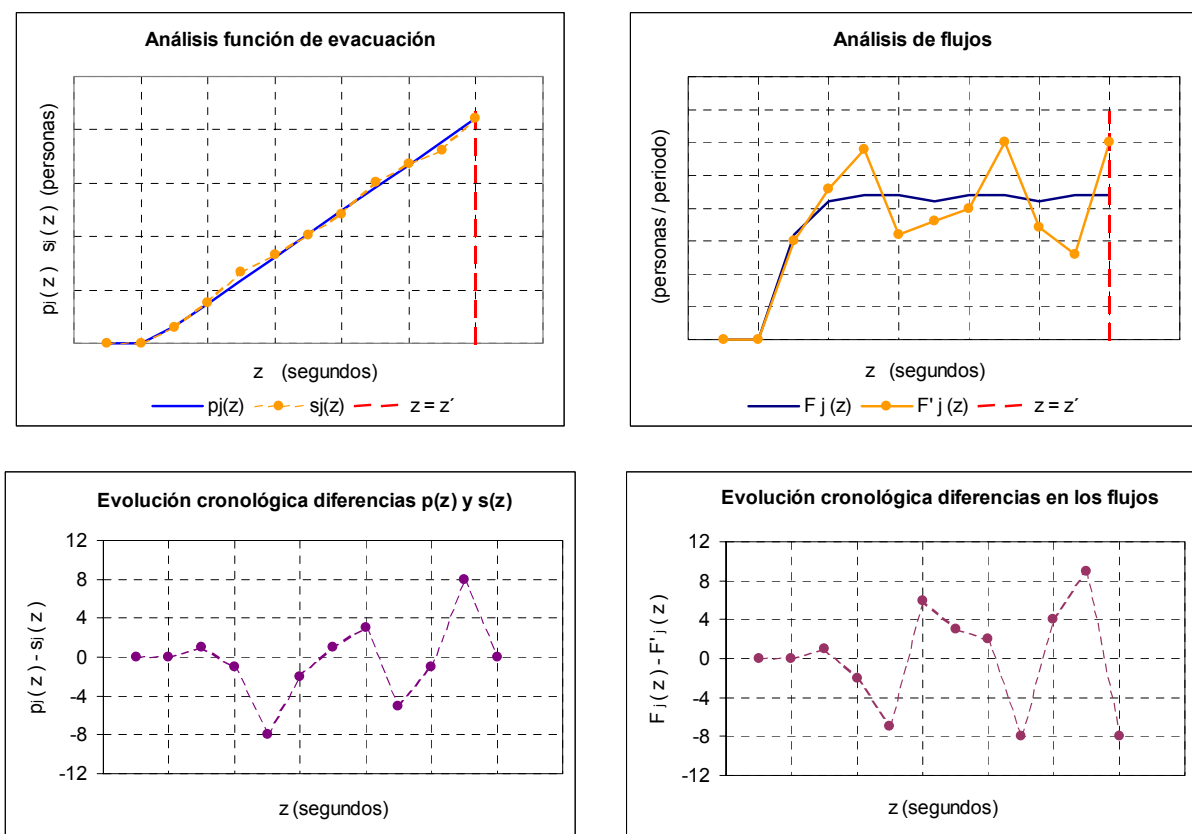 Análisis función de evacuación
pj ( z )   sj ( z )   (personas)
z   (segundos)
pj(z)   sj(z)   z = z´
Análisis de flujos
(personas / periodo)
z   (segundos)
F j (z)   F' j (z)   z = z´
Evolución cronológica diferencias p(z) y s(z)
pj ( z ) - sj ( z )
12
8
4
0
-4
-8
-12
z (segundos)
Evolución cronológica diferencias en los flujos
F j ( z ) - F' j ( z )
12
8
4
0
-4
-8
-12
z (segundos)